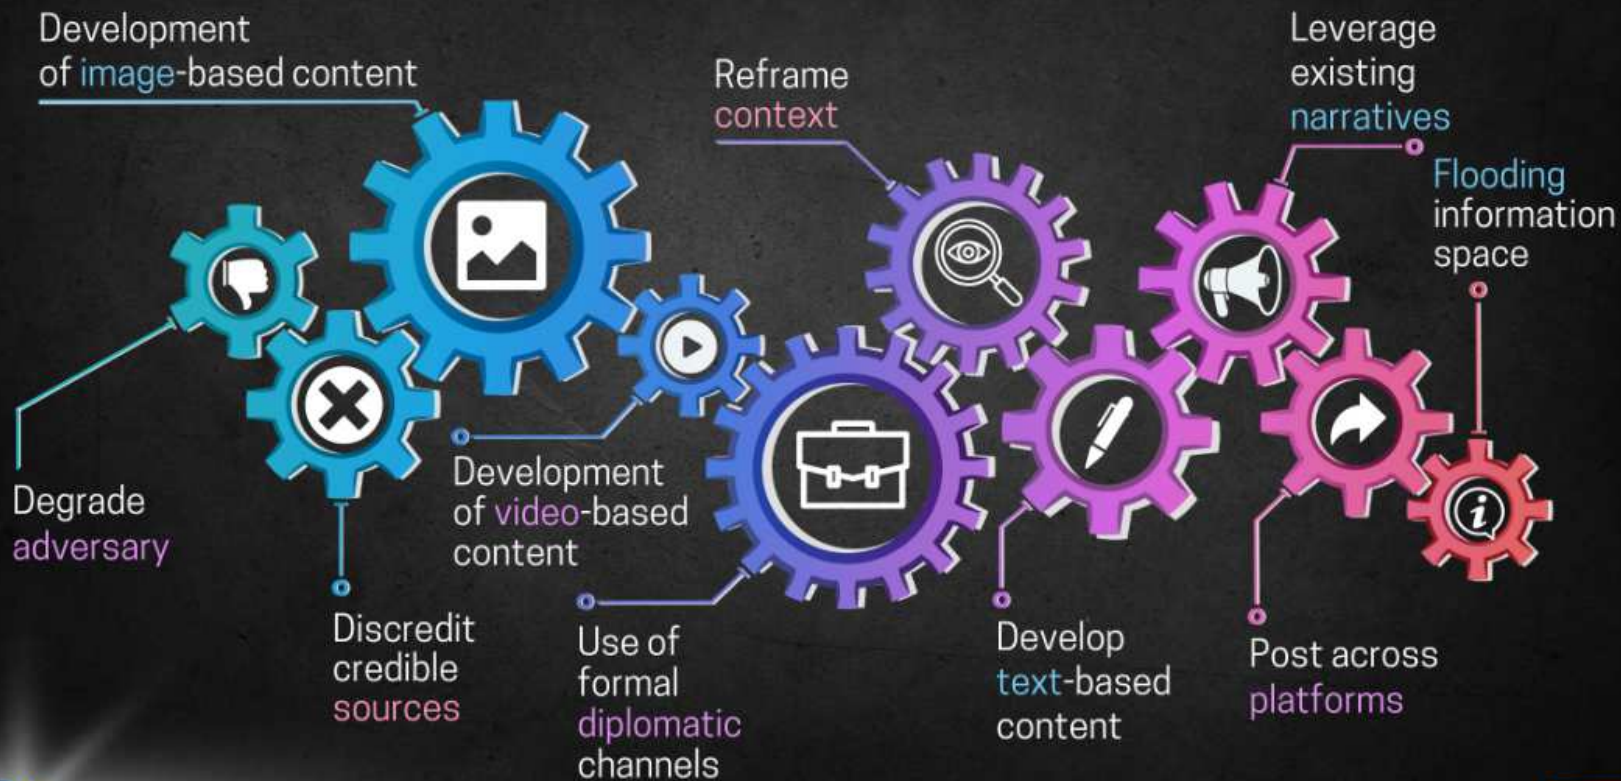 Development
of image-based content
Reframe
context
Leverage
existing
narratives
Flooding
information
space
Degrade
adversary
Discredit
credible
sources
Development
of video-based
content
Use of
formal
diplomatic
channels
Develop
text-based
content
Post across
platforms
i